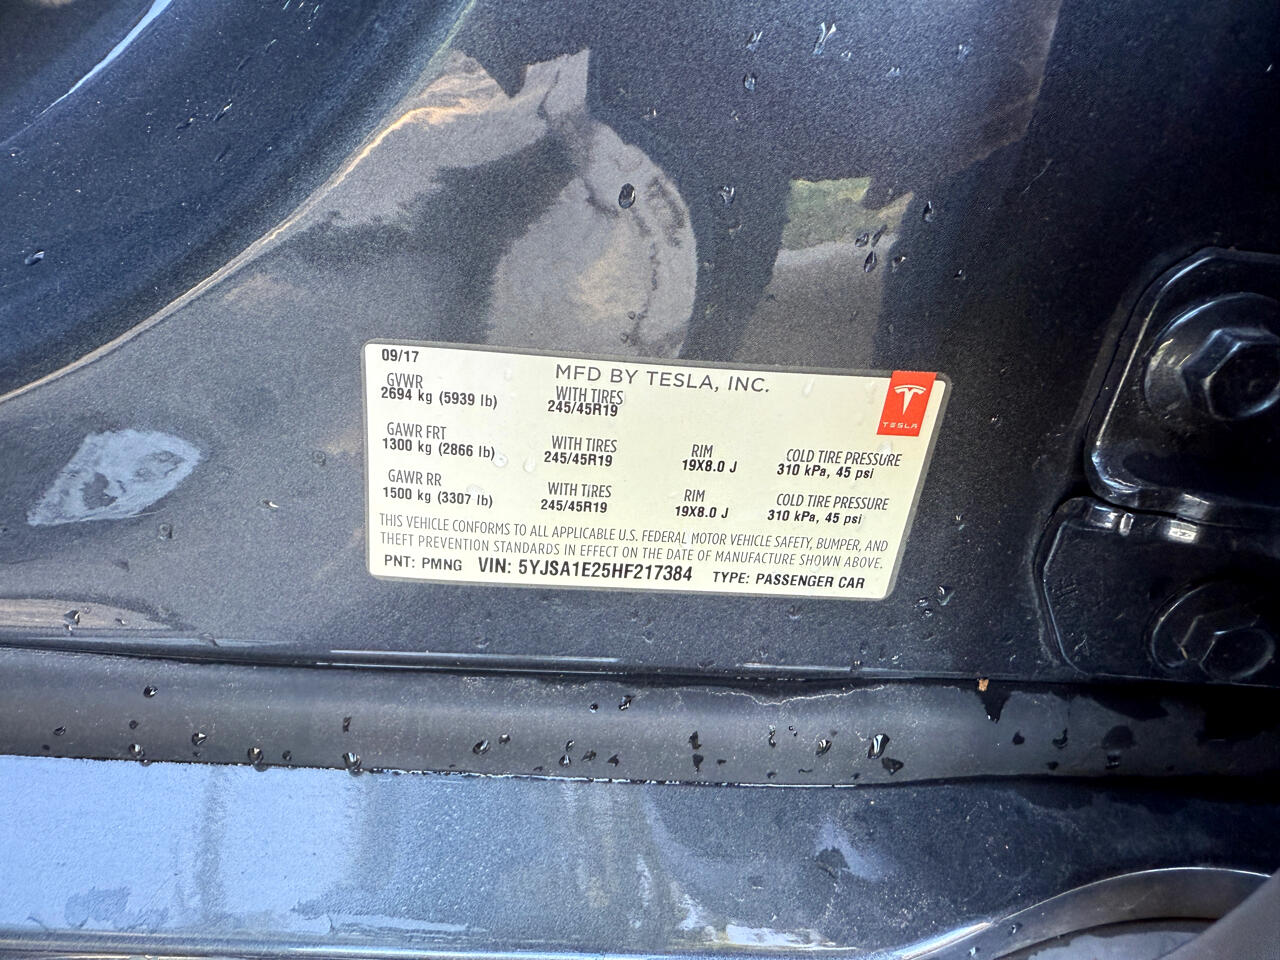 09/17
MFD BY TESLA, INC.
GVWR WITH TIRES
2694 kg (5939 lb) 245/45R19
TESLA
GAWR FRT WITH TIRES RIM COLD TIRE PRESSURE
1300 kg (2866 lb) 245/45R19 19X8.0 J 310 kPa, 45 psi
GAWR RR WITH TIRES RIM COLD TIRE PRESSURE
1500 kg (3307 lb) 245/45R19 19X8.0 J 310 kPa, 45 psi
THIS VEHICLE CONFORMS TO ALL APPLICABLE U.S. FEDERAL MOTOR VEHICLE SAFETY, BUMPER, AND
THEFT PREVENTION STANDARDS IN EFFECT ON THE DATE OF MANUFACTURE SHOWN ABOVE.
PNT: PMNG VIN: 5YJSA1E25HF217384 TYPE: PASSENGER CAR